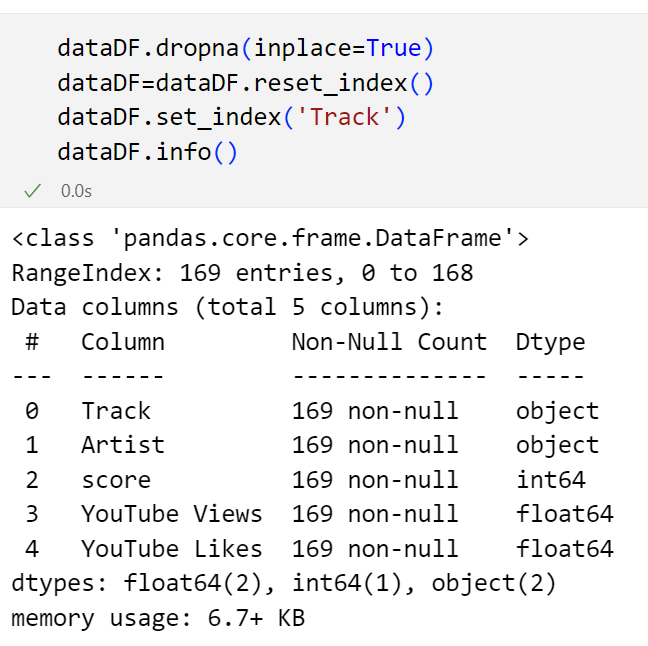 dataDF.dropna(inplace=True)
dataDF=dataDF.reset_index()
dataDF.set_index('Track')
dataDF.info()
✓ 0.0s
<class 'pandas.core.frame.DataFrame'>
RangeIndex: 169 entries, 0 to 168
Data columns (total 5 columns):
 #   Column         Non-Null Count  Dtype
---  ------         --------------  -----
 0   Track          169 non-null    object
 1   Artist         169 non-null    object
 2   score          169 non-null    int64
 3   YouTube Views  169 non-null    float64
 4   YouTube Likes  169 non-null    float64
dtypes: float64(2), int64(1), object(2)
memory usage: 6.7+ KB